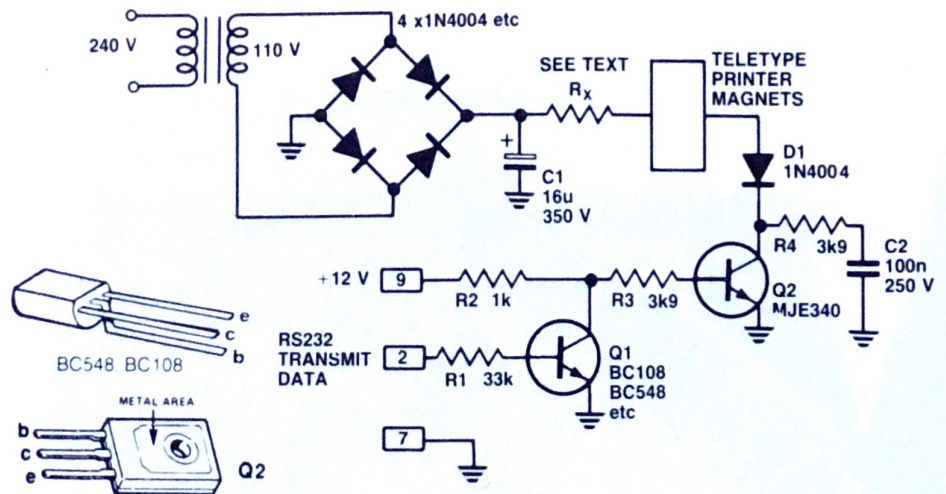 4 x1N4004 etc
240 V
110 V
SEE TEXT
Rx
TELETYPE
PRINTER
MAGNETS
+
C1
16u
350 V
D1
1N4004
R4 3k9
C2
100n
250 V
+12 V
9
R2 1k
R3 3k9
Q2
MJE340
RS232
TRANSMIT
DATA
2
R1 33k
Q1
BC108
BC548
etc
7
e
c
b
BC548, BC108
METAL AREA
b
c
e
Q2